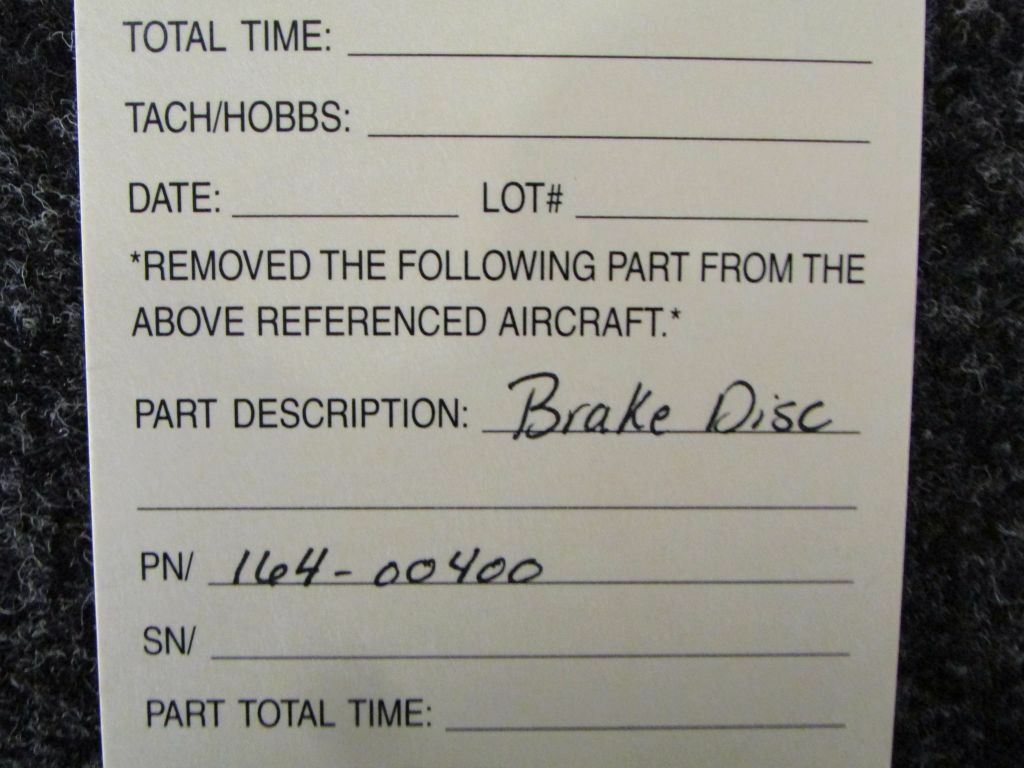 TOTAL TIME:
TACH/HOBBS:
DATE: LOT#
*REMOVED THE FOLLOWING PART FROM THE
ABOVE REFERENCED AIRCRAFT.*
PART DESCRIPTION: Brake Disc
PN/ 164-00400
SN/
PART TOTAL TIME: